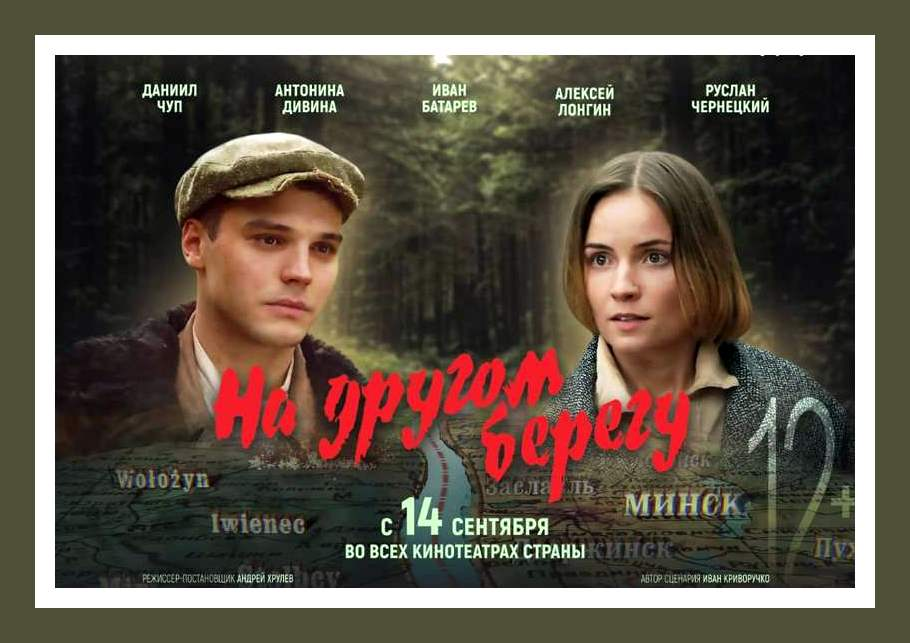 ДАНИИЛ
ЧУП
АНТОНИНА
ДИВИНА
ИВАН
БАТАРЕВ
АЛЕКСЕЙ
ЛОНГИН
РУСЛАН
ЧЕРНЕЦКИЙ
На другом
берегу
12+
Wołożyn
Iwienec
МИНСК
С 14 СЕНТЯБРЯ
ВО ВСЕХ КИНОТЕАТРАХ СТРАНЫ
РЕЖИССЕР-ПОСТАНОВЩИК АНДРЕЙ ХРУЛЕВ
АВТОР СЦЕНАРИЯ ИВАН КРИВОРУЧКО